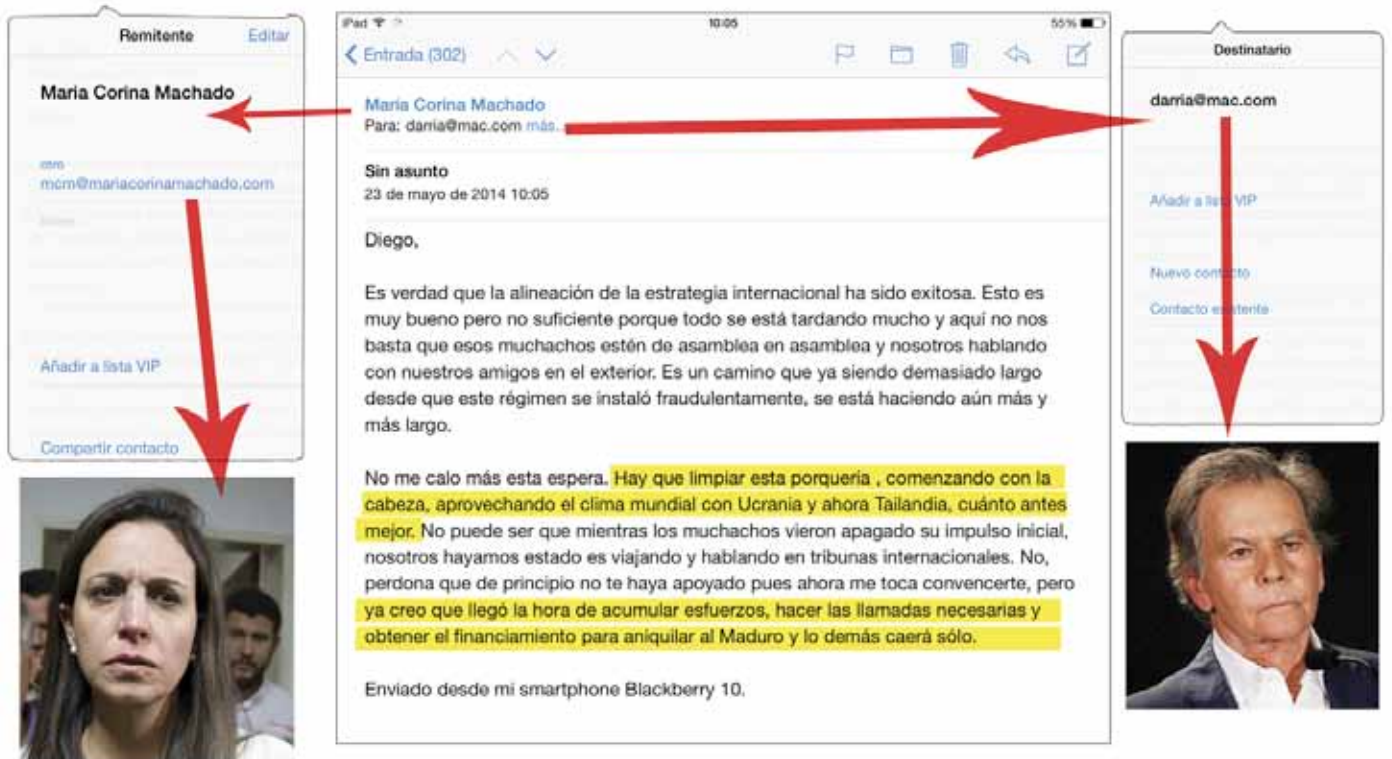 Remitente
Editar
Maria Corina Machado
otro
mcm@mariacorinamachado.com
Añadir a lista VIP
Compartir contacto
iPad
10:05
55%
Entrada (302)
Maria Corina Machado
Para: darria@mac.com más...
Sin asunto
23 de mayo de 2014 10:05
Diego,
Es verdad que la alineación de la estrategia internacional ha sido exitosa. Esto es
muy bueno pero no suficiente porque todo se está tardando mucho y aquí no nos
basta que esos muchachos estén de asamblea en asamblea y nosotros hablando
con nuestros amigos en el exterior. Es un camino que ya siendo demasiado largo
desde que este régimen se instaló fraudulentamente, se está haciendo aún más y
más largo.
No me calo más esta espera. Hay que limpiar esta porqueria , comenzando con la
cabeza, aprovechando el clima mundial con Ucrania y ahora Tailandia, cuánto antes
mejor. No puede ser que mientras los muchachos vieron apagado su impulso inicial,
nosotros hayamos estado es viajando y hablando en tribunas internacionales. No,
perdona que de principio no te haya apoyado pues ahora me toca convencerte, pero
ya creo que llegó la hora de acumular esfuerzos, hacer las llamadas necesarias y
obtener el financiamiento para aniquilar al Maduro y lo demás caerá sólo.
Enviado desde mi smartphone Blackberry 10.
Destinatario
darria@mac.com
Añadir a lista VIP
Nuevo contacto
Contacto existente